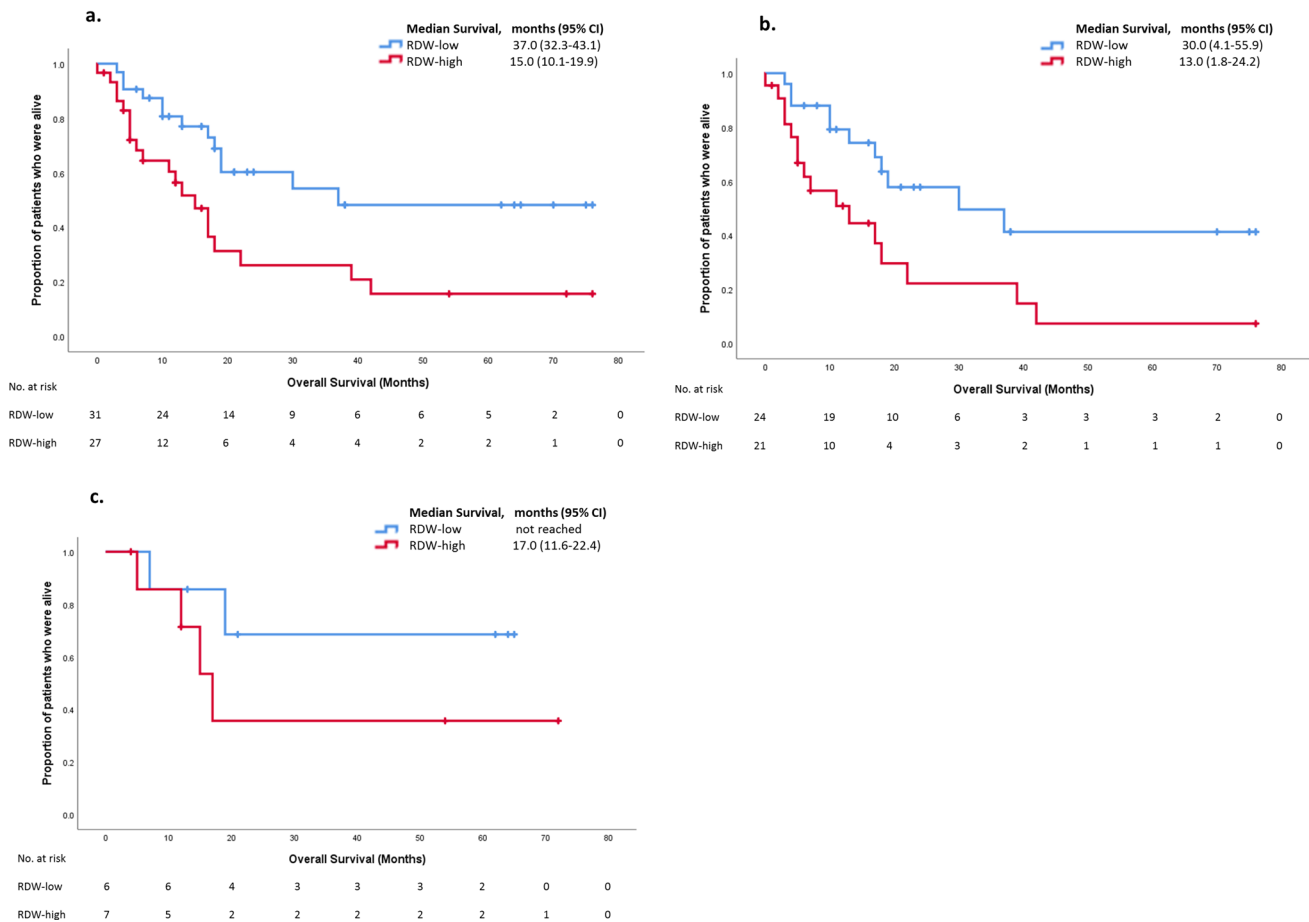 a.
Median Survival, months (95% CI)
RDW-low 37.0 (32.3-43.1)
RDW-high 15.0 (10.1-19.9)
Proportion of patients who were alive
1.0
0.8
0.6
0.4
0.2
0.0
0 10 20 30 40 50 60 70 80
Overall Survival (Months)
No. at risk
RDW-low 31 24 14 9 6 6 5 2 0
RDW-high 27 12 6 4 4 2 2 1 0
b.
Median Survival, months (95% CI)
RDW-low 30.0 (4.1-55.9)
RDW-high 13.0 (1.8-24.2)
Proportion of patients who were alive
1.0
0.8
0.6
0.4
0.2
0.0
0 10 20 30 40 50 60 70 80
Overall Survival (Months)
No. at risk
RDW-low 24 19 10 6 3 3 3 2 0
RDW-high 21 10 4 3 2 1 1 1 0
c.
Median Survival, months (95% CI)
RDW-low not reached
RDW-high 17.0 (11.6-22.4)
Proportion of patients who were alive
1.0
0.8
0.6
0.4
0.2
0.0
0 10 20 30 40 50 60 70 80
Overall Survival (Months)
No. at risk
RDW-low 6 6 4 3 3 3 2 0 0
RDW-high 7 5 2 2 2 2 2 1 0